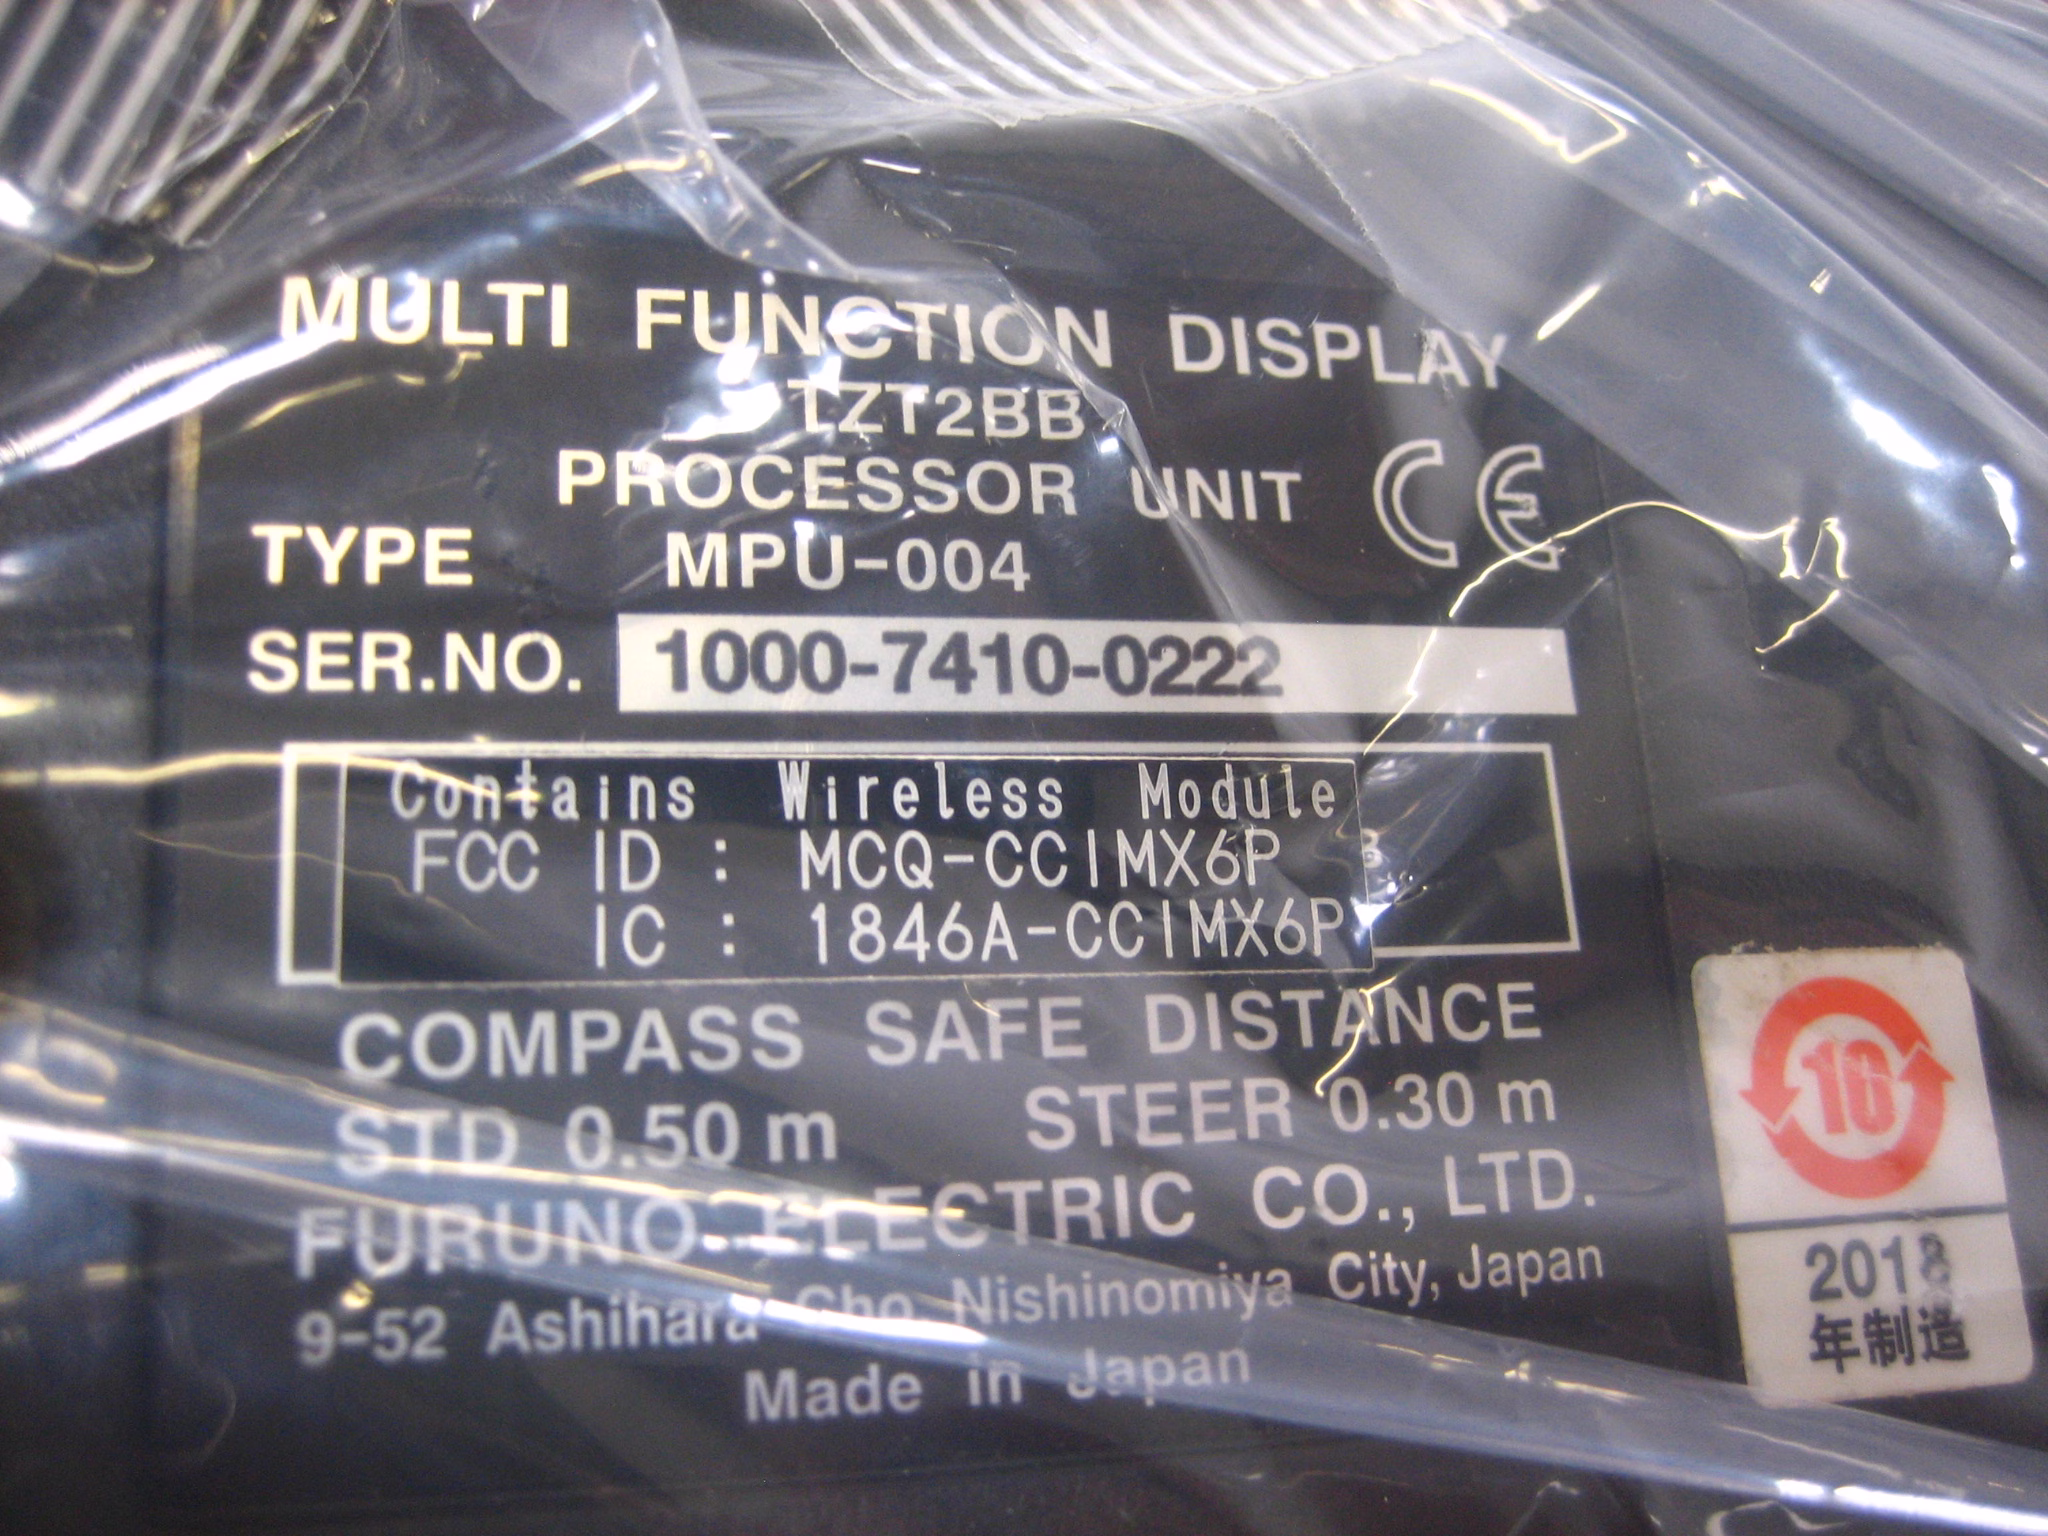 MULTI FUNCTION DISPLAY
TZT2BB
PROCESSOR UNIT CE
TYPE MPU-004
SER.NO. 1000-7410-0222
Contains Wireless Module
FCC ID : MCQ-CCIMX6P
IC : 1846A-CCIMX6P
COMPASS SAFE DISTANCE
STD 0.50 m STEER 0.30 m
FURUNO ELECTRIC CO., LTD.
9-52 Ashihara Cho, Nishinomiya City, Japan
Made in Japan
10
2018
年制造